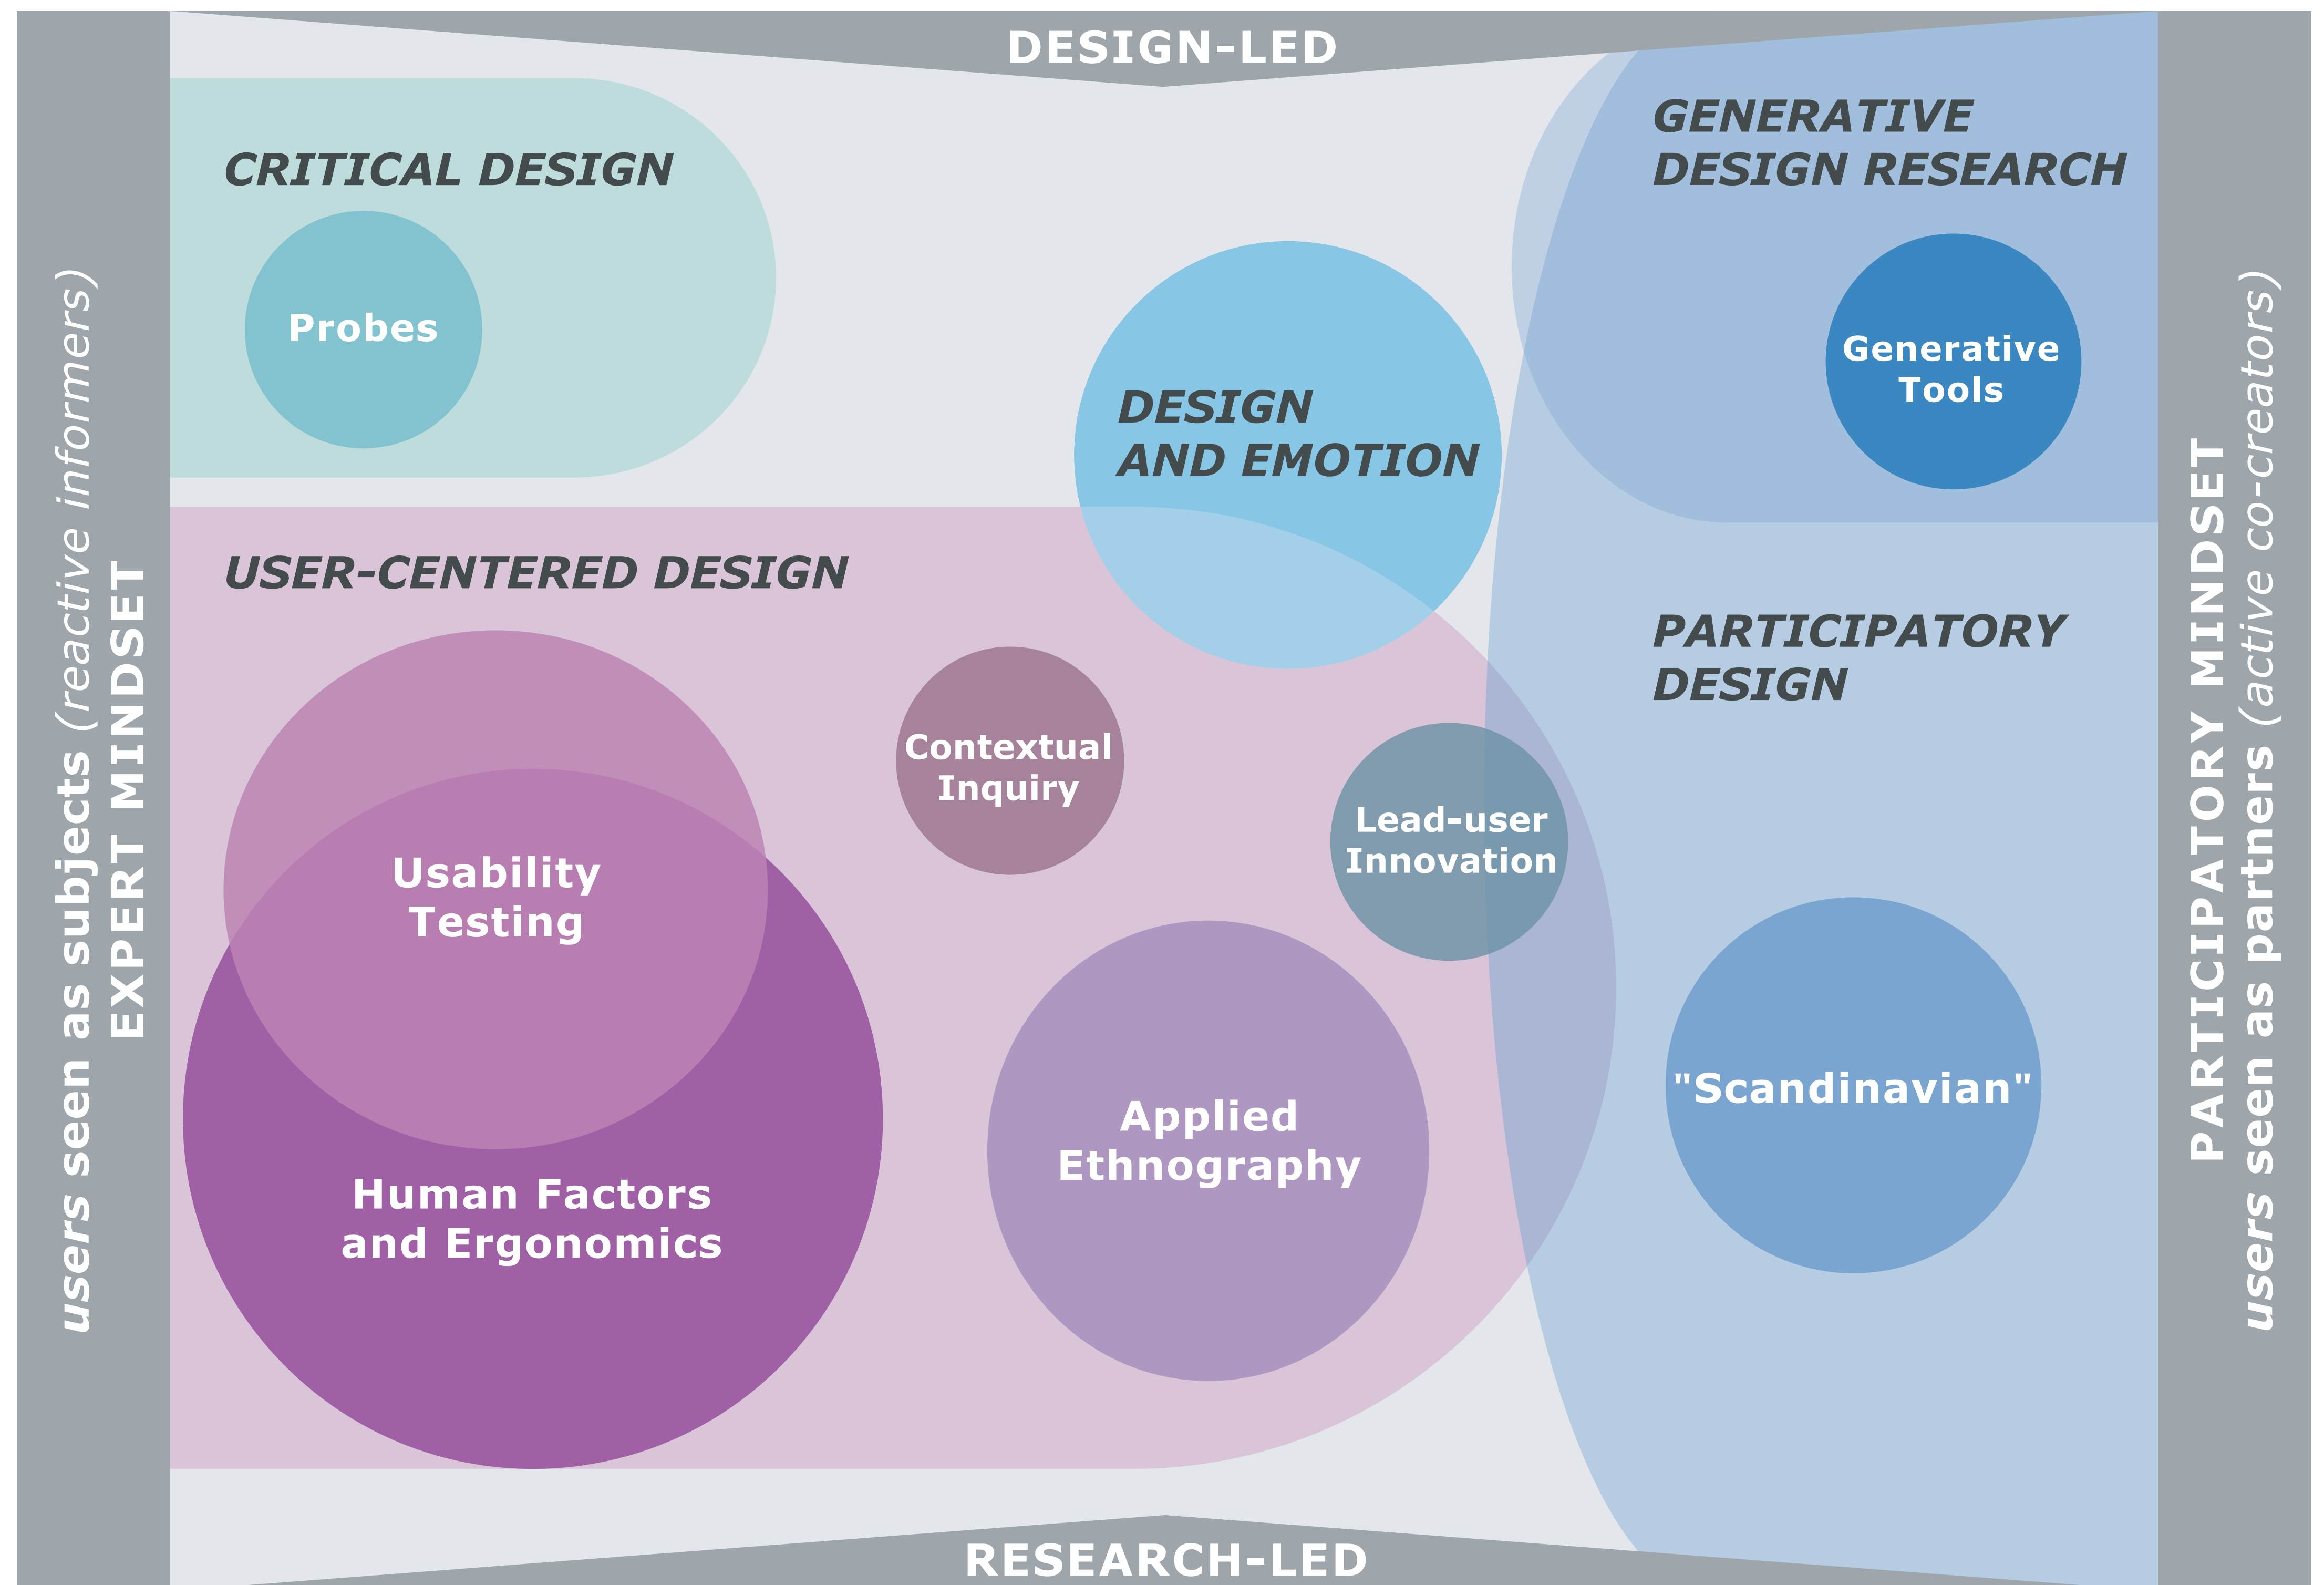 DESIGN-LED
users seen as subjects (reactive informers)
EXPERT MINDSET
CRITICAL DESIGN
Probes
GENERATIVE
DESIGN RESEARCH
Generative
Tools
DESIGN
AND EMOTION
USER-CENTERED DESIGN
Usability
Testing
Human Factors
and Ergonomics
Contextual
Inquiry
Lead-user
Innovation
Applied
Ethnography
PARTICIPATORY
DESIGN
"Scandinavian"
PARTICIPATORY MINDSET
users seen as partners (active co-creators)
RESEARCH-LED